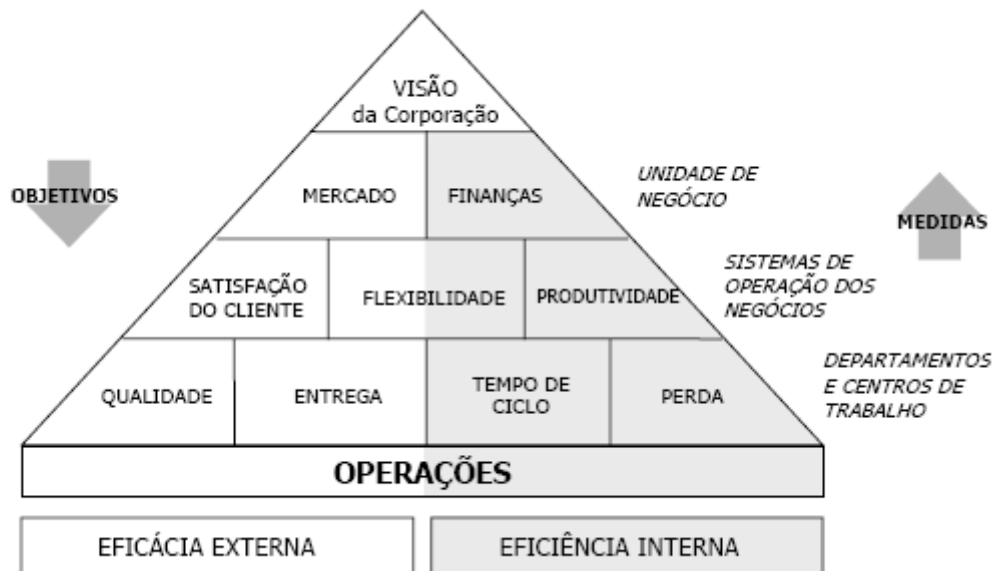 VISÃO
da Corporação
OBJETIVOS
MERCADO
FINANÇAS
UNIDADE DE
NEGÓCIO
MEDIDAS
SATISFAÇÃO
DO CLIENTE
FLEXIBILIDADE
PRODUTIVIDADE
SISTEMAS DE
OPERAÇÃO DOS
NEGÓCIOS
QUALIDADE
ENTREGA
TEMPO DE
CICLO
PERDA
DEPARTAMENTOS
E CENTROS DE
TRABALHO
OPERAÇÕES
EFICÁCIA EXTERNA
EFICIÊNCIA INTERNA